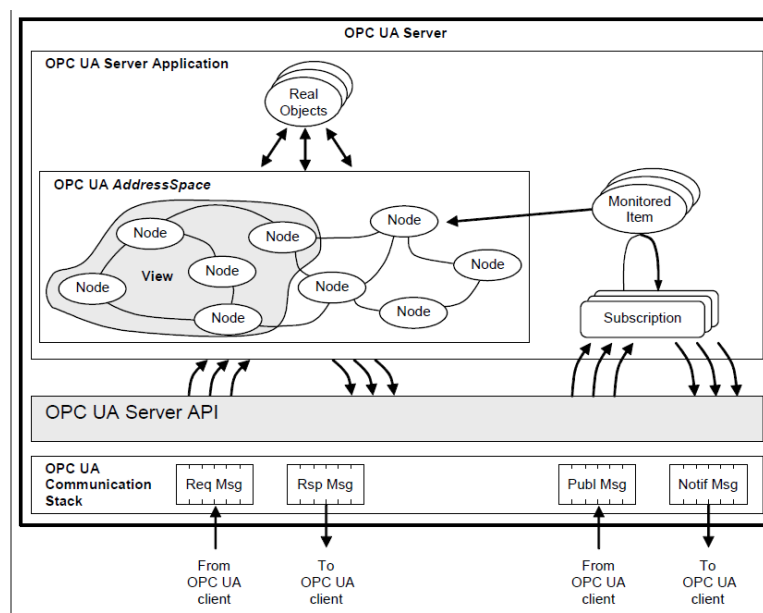 OPC UA Server
OPC UA Server Application
Real
Objects
OPC UA AddressSpace
Monitored
Item
Node
Node
Node
View
Node
Node
Node
Node
Node
Node
Subscription
OPC UA Server API
OPC UA
Communication
Stack
Req Msg
Rsp Msg
Publ Msg
Notif Msg
From
OPC UA
client
To
OPC UA
client
From
OPC UA
client
To
OPC UA
client